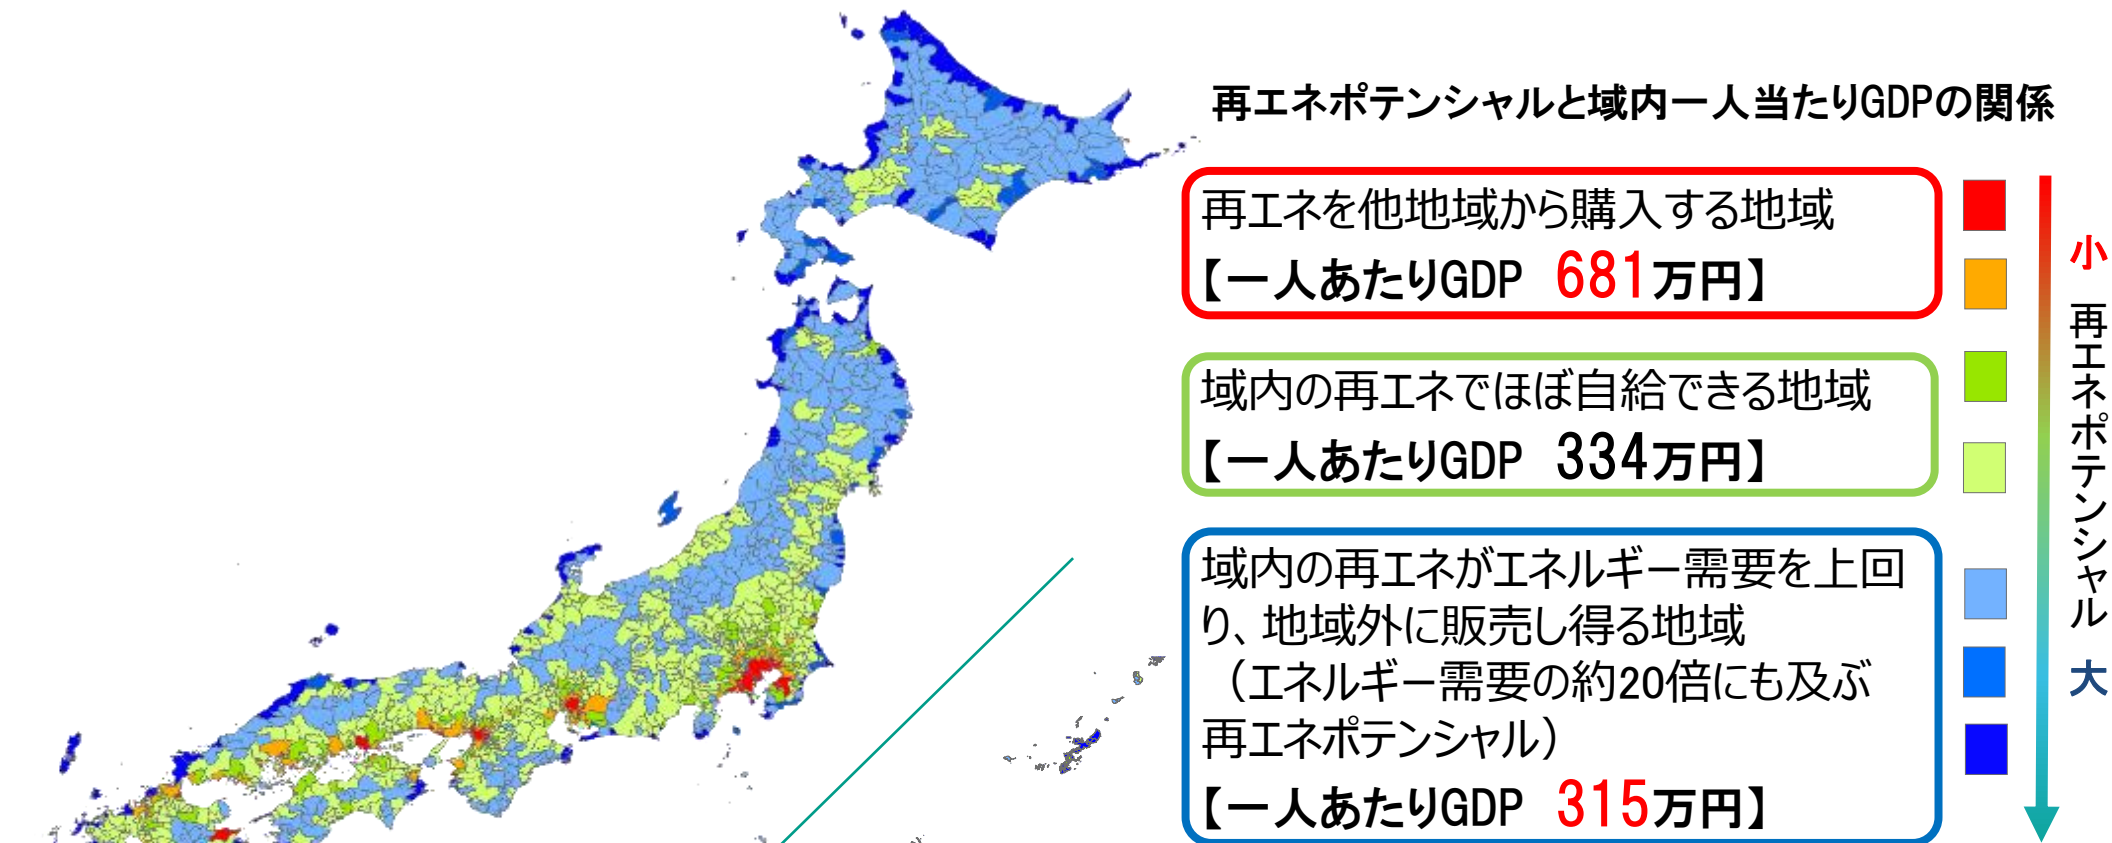 再エネポテンシャルと域内一人当たりGDPの関係
再エネを他地域から購入する地域
【一人あたりGDP 681万円】
域内の再エネでほぼ自給できる地域
【一人あたりGDP 334万円】
域内の再エネがエネルギー需要を上回
り、地域外に販売し得る地域
（エネルギー需要の約20倍にも及ぶ
再エネポテンシャル）
【一人あたりGDP 315万円】
小 再エネポテンシャル 大